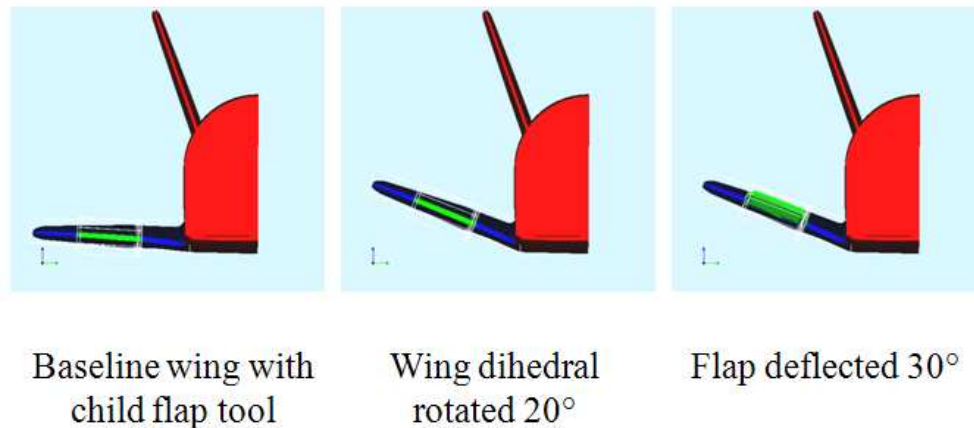 Baseline wing with
child flap tool
Wing dihedral
rotated 20°
Flap deflected 30°